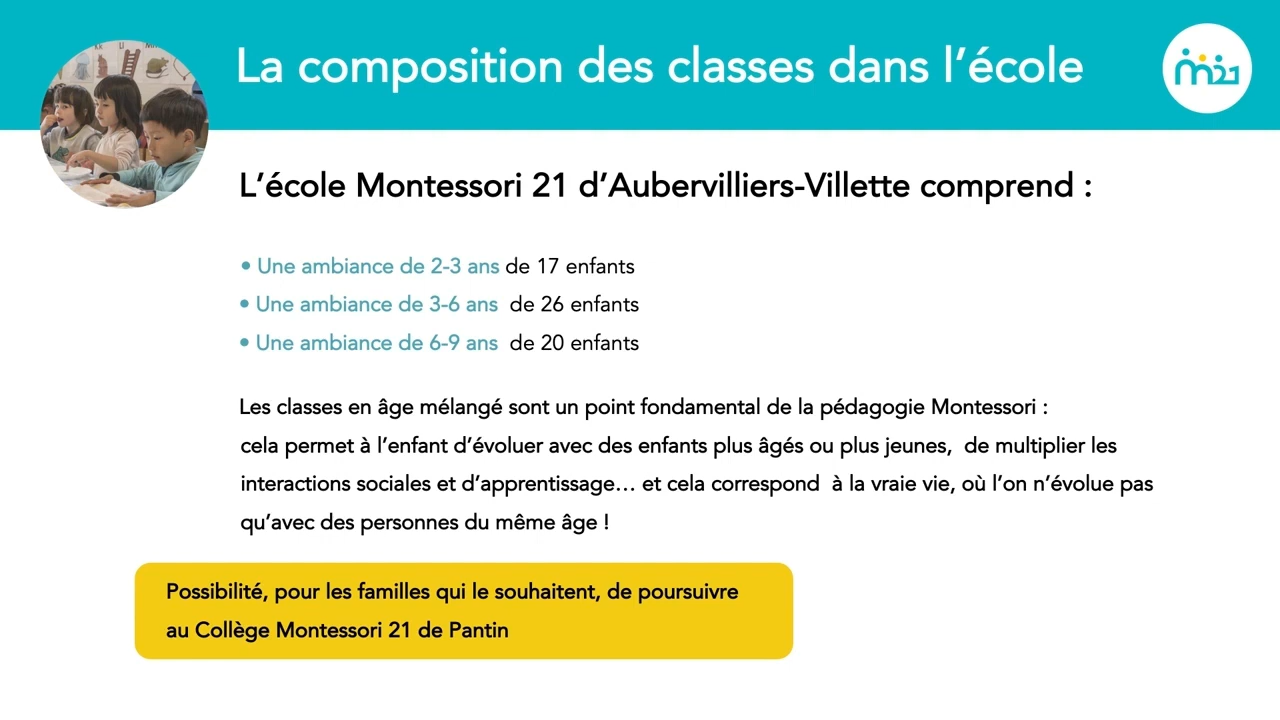 La composition des classes dans l’école
m21
L’école Montessori 21 d’Aubervilliers-Villette comprend :
• Une ambiance de 2-3 ans de 17 enfants
• Une ambiance de 3-6 ans de 26 enfants
• Une ambiance de 6-9 ans de 20 enfants
Les classes en âge mélangé sont un point fondamental de la pédagogie Montessori :
cela permet à l’enfant d’évoluer avec des enfants plus âgés ou plus jeunes, de multiplier les
interactions sociales et d’apprentissage… et cela correspond à la vraie vie, où l’on n’évolue pas
qu’avec des personnes du même âge !
Possibilité, pour les familles qui le souhaitent, de poursuivre
au Collège Montessori 21 de Pantin